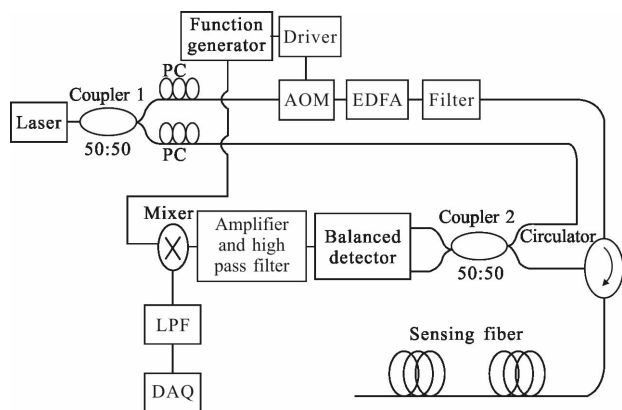 Function
generator
Driver
PC
Coupler 1
Laser
50:50
PC
AOM
EDFA
Filter
Mixer
Amplifier
and high
pass filter
Balanced
detector
Coupler 2
50:50
Circulator
LPF
DAQ
Sensing fiber